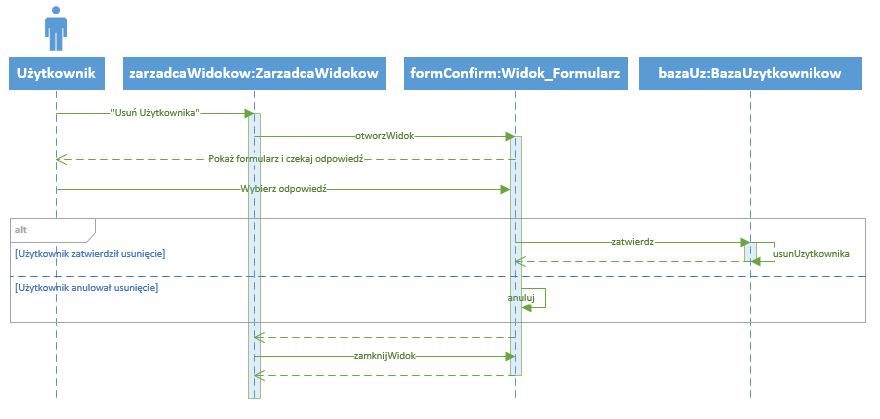 Użytkownik
zarzadcaWidokow:ZarzadcaWidokow
formConfirm:Widok_Formularz
bazaUz:BazaUzytkownikow
"Usuń Użytkownika"
otworzWidok
Pokaż formularz i czekaj odpowiedź
Wybierz odpowiedź
alt
zatwierdz
[Użytkownik zatwierdził usunięcie]
usunUzytkownika
[Użytkownik anulował usunięcie]
anuluj
zamknijWidok